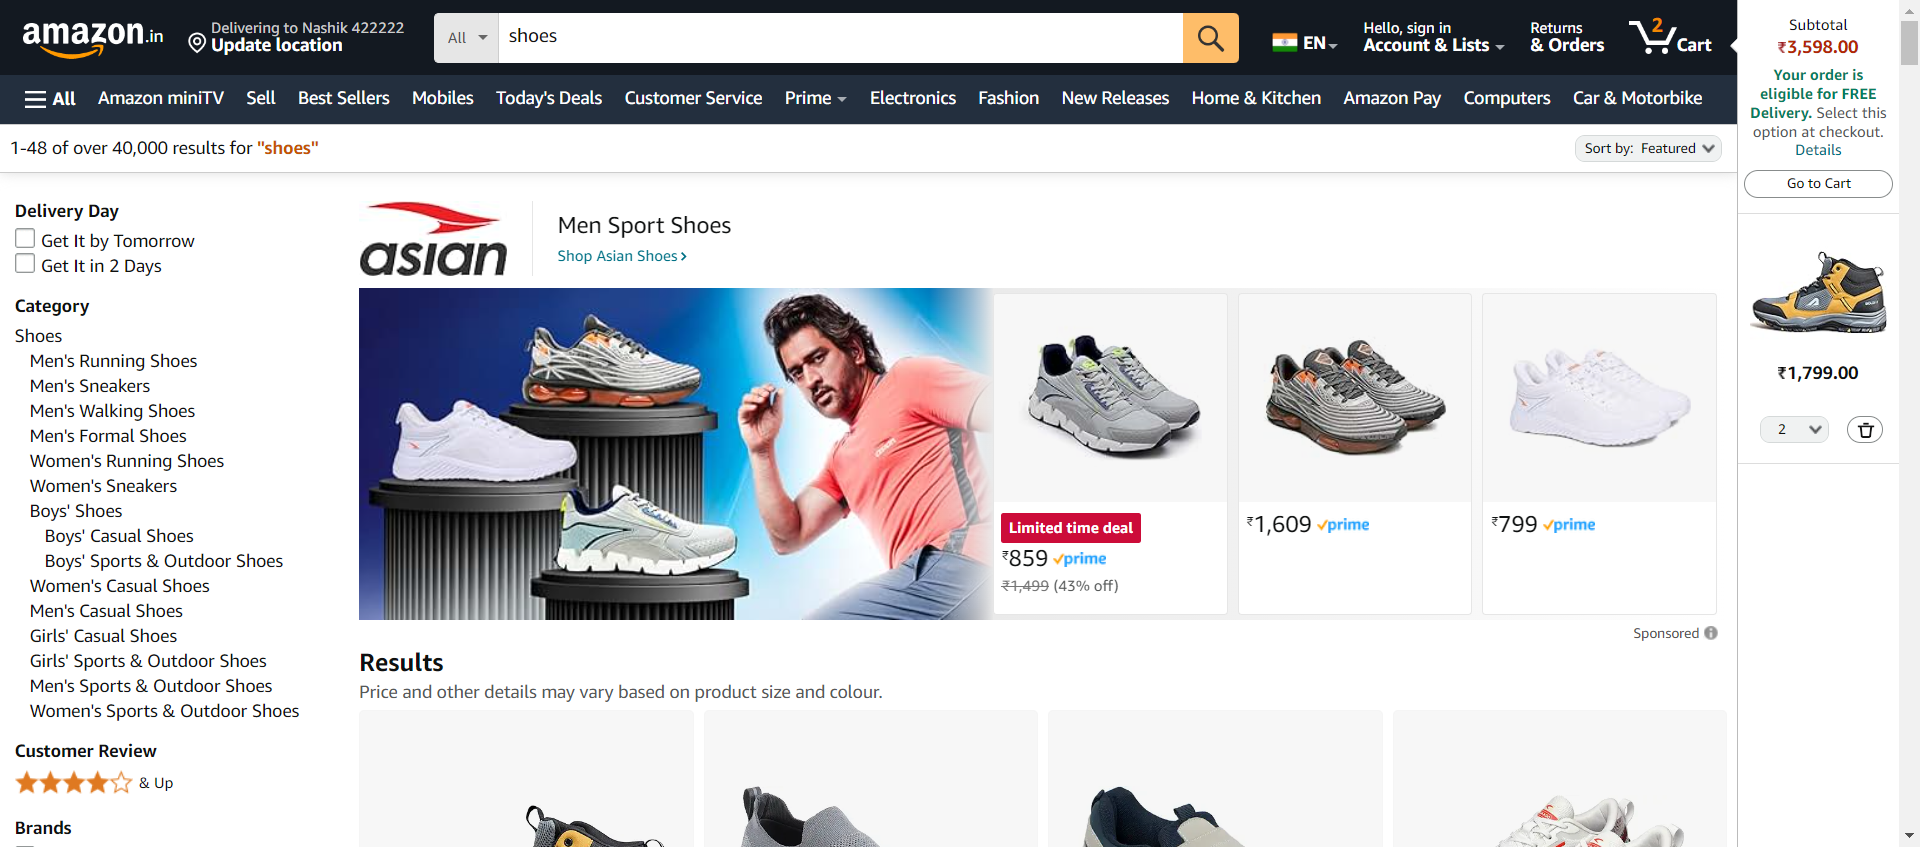 amazon.in
Delivering to Nashik 422222
Update location
All
shoes
EN
Hello, sign in
Account & Lists
Returns
& Orders
2
Cart
All
Amazon miniTV
Sell
Best Sellers
Mobiles
Today's Deals
Customer Service
Prime
Electronics
Fashion
New Releases
Home & Kitchen
Amazon Pay
Computers
Car & Motorbike
1-48 of over 40,000 results for "shoes"
Sort by: Featured
Delivery Day
Get It by Tomorrow
Get It in 2 Days
Category
Shoes
Men's Running Shoes
Men's Sneakers
Men's Walking Shoes
Men's Formal Shoes
Women's Running Shoes
Women's Sneakers
Boys' Shoes
Boys' Casual Shoes
Boys' Sports & Outdoor Shoes
Women's Casual Shoes
Men's Casual Shoes
Girls' Casual Shoes
Girls' Sports & Outdoor Shoes
Men's Sports & Outdoor Shoes
Women's Sports & Outdoor Shoes
Customer Review
& Up
Brands
asian
Men Sport Shoes
Shop Asian Shoes
Limited time deal
₹859 prime
₹1,499 (43% off)
₹1,609 prime
₹799 prime
Sponsored
Results
Price and other details may vary based on product size and colour.
Subtotal
₹3,598.00
Your order is
eligible for FREE
Delivery. Select this
option at checkout.
Details
Go to Cart
₹1,799.00
2